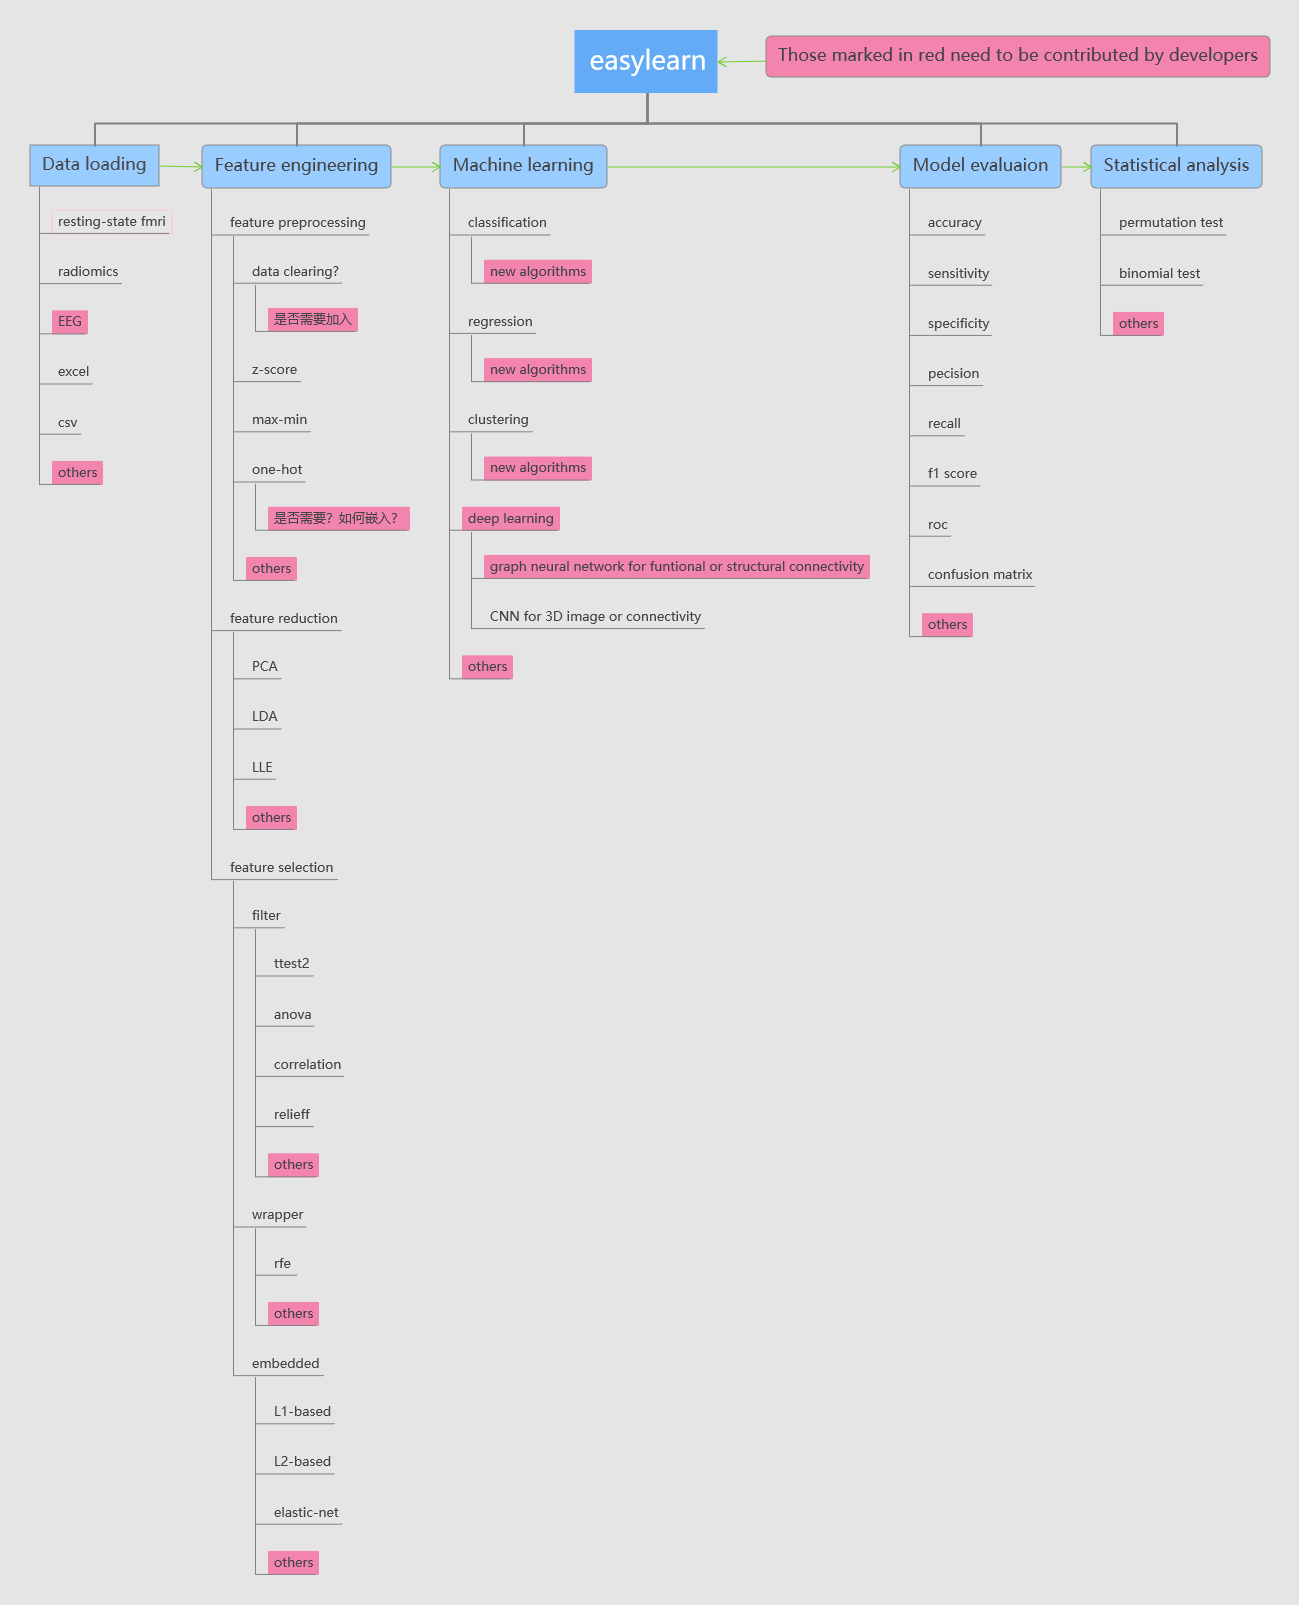 easylearn
Those marked in red need to be contributed by developers
Data loading
resting-state fmri
radiomics
EEG
excel
csv
others
Feature engineering
feature preprocessing
data clearing?
是否需要加入
z-score
max-min
one-hot
是否需要？如何嵌入？
others
feature reduction
PCA
LDA
LLE
others
feature selection
filter
ttest2
anova
correlation
relieff
others
wrapper
rfe
others
embedded
L1-based
L2-based
elastic-net
others
Machine learning
classification
new algorithms
regression
new algorithms
clustering
new algorithms
deep learning
graph neural network for funtional or structural connectivity
CNN for 3D image or connectivity
others
Model evaluaion
accuracy
sensitivity
specificity
pecision
recall
f1 score
roc
confusion matrix
others
Statistical analysis
permutation test
binomial test
others